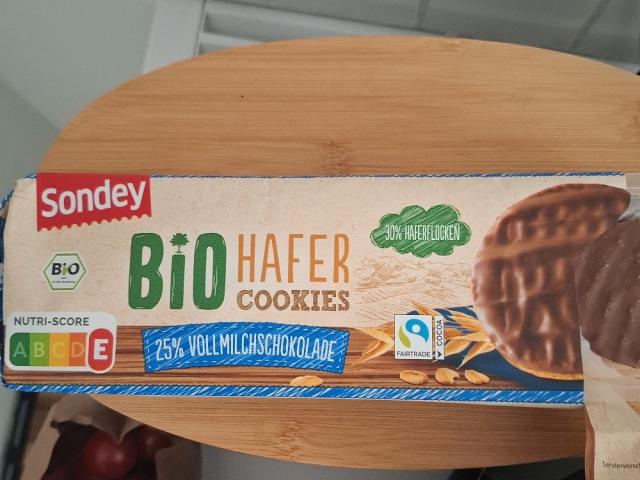 Sondey
BiO
HAFER
COOKIES
30% HAFERFLOCKEN
BiO
NUTRI-SCORE
A B C D E
25% VOLLMILCHSCHOKOLADE
FAIRTRADE
COCOA